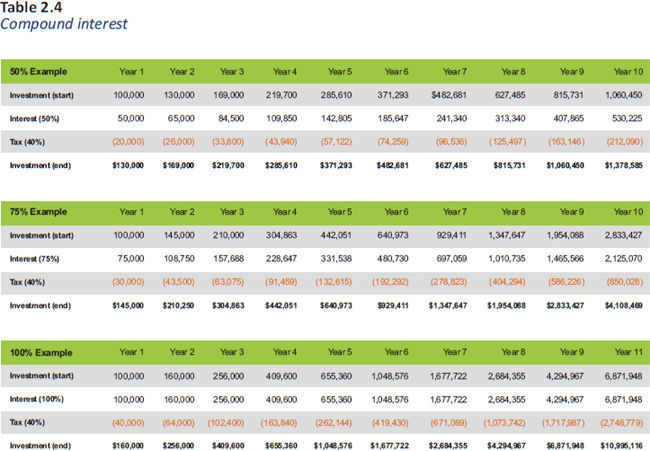 Table 2.4
Compound interest
50% Example Year 1 Year 2 Year 3 Year 4 Year 5 Year 6 Year 7 Year 8 Year 9 Year 10
Investment (start) 100,000 130,000 169,000 219,700 285,610 371,293 $482,681 627,485 815,731 1,060,450
Interest (50%) 50,000 65,000 84,500 109,850 142,805 185,647 241,340 313,340 407,865 530,225
Tax (40%) (20,000) (26,000) (33,800) (43,940) (57,122) (74,259) (96,536) (125,497) (163,146) (212,090)
Investment (end) $130,000 $169,000 $219,700 $285,610 $371,293 $482,681 $627,485 $815,731 $1,060,450 $1,378,585
75% Example Year 1 Year 2 Year 3 Year 4 Year 5 Year 6 Year 7 Year 8 Year 9 Year 10
Investment (start) 100,000 145,000 210,000 304,863 442,051 640,973 929,411 1,347,647 1,954,088 2,833,427
Interest (75%) 75,000 108,750 157,688 228,647 331,538 480,730 697,059 1,010,735 1,465,566 2,125,070
Tax (40%) (30,000) (43,500) (63,075) (91,459) (132,615) (192,292) (278,823) (404,294) (586,226) (850,028)
Investment (end) $145,000 $210,250 $304,863 $442,051 $640,973 $929,411 $1,347,647 $1,954,088 $2,833,427 $4,108,469
100% Example Year 1 Year 2 Year 3 Year 4 Year 5 Year 6 Year 7 Year 8 Year 9 Year 11
Investment (start) 100,000 160,000 256,000 409,600 655,360 1,048,576 1,677,722 2,684,355 4,294,967 6,871,948
Interest (100%) 100,000 160,000 256,000 409,600 655,360 1,048,576 1,677,722 2,684,355 4,294,967 6,871,948
Tax (40%) (40,000) (64,000) (102,400) (163,840) (262,144) (419,430) (671,089) (1,073,742) (1,717,987) (2,748,779)
Investment (end) $160,000 $256,000 $409,600 $655,360 $1,048,576 $1,677,722 $2,684,355 $4,294,967 $6,871,948 $10,995,116